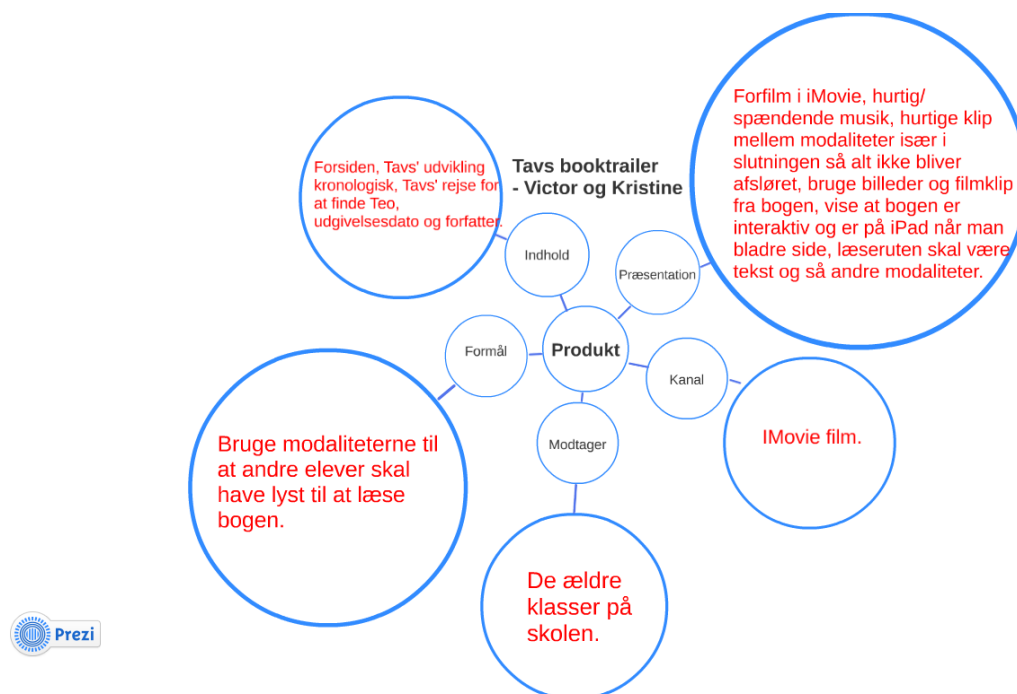 Tavs booktrailer
- Victor og Kristine
Forsiden, Tavs' udvikling
kronologisk, Tavs' rejse for
at finde Teo,
udgivelsesdato og forfatter.
Indhold
Forfilm i iMovie, hurtig/
spændende musik, hurtige klip
mellem modaliteter især i
slutningen så alt ikke bliver
afsløret, bruge billeder og filmklip
fra bogen, vise at bogen er
interaktiv og er på iPad når man
bladre side, læseruten skal være
tekst og så andre modaliteter.
Præsentation
Produkt
Formål
Bruge modaliteterne til
at andre elever skal
have lyst til at læse
bogen.
Kanal
IMovie film.
Modtager
De ældre
klasser på
skolen.
Prezi